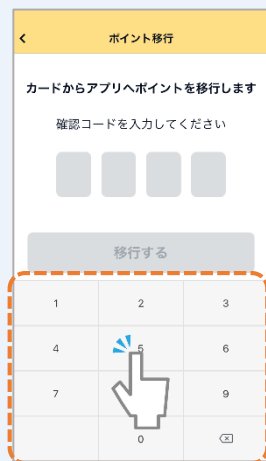 ポイント移行
カードからアプリへポイントを移行します
確認コードを入力してください
移行する
1 2 3
4 5 6
7 9
0